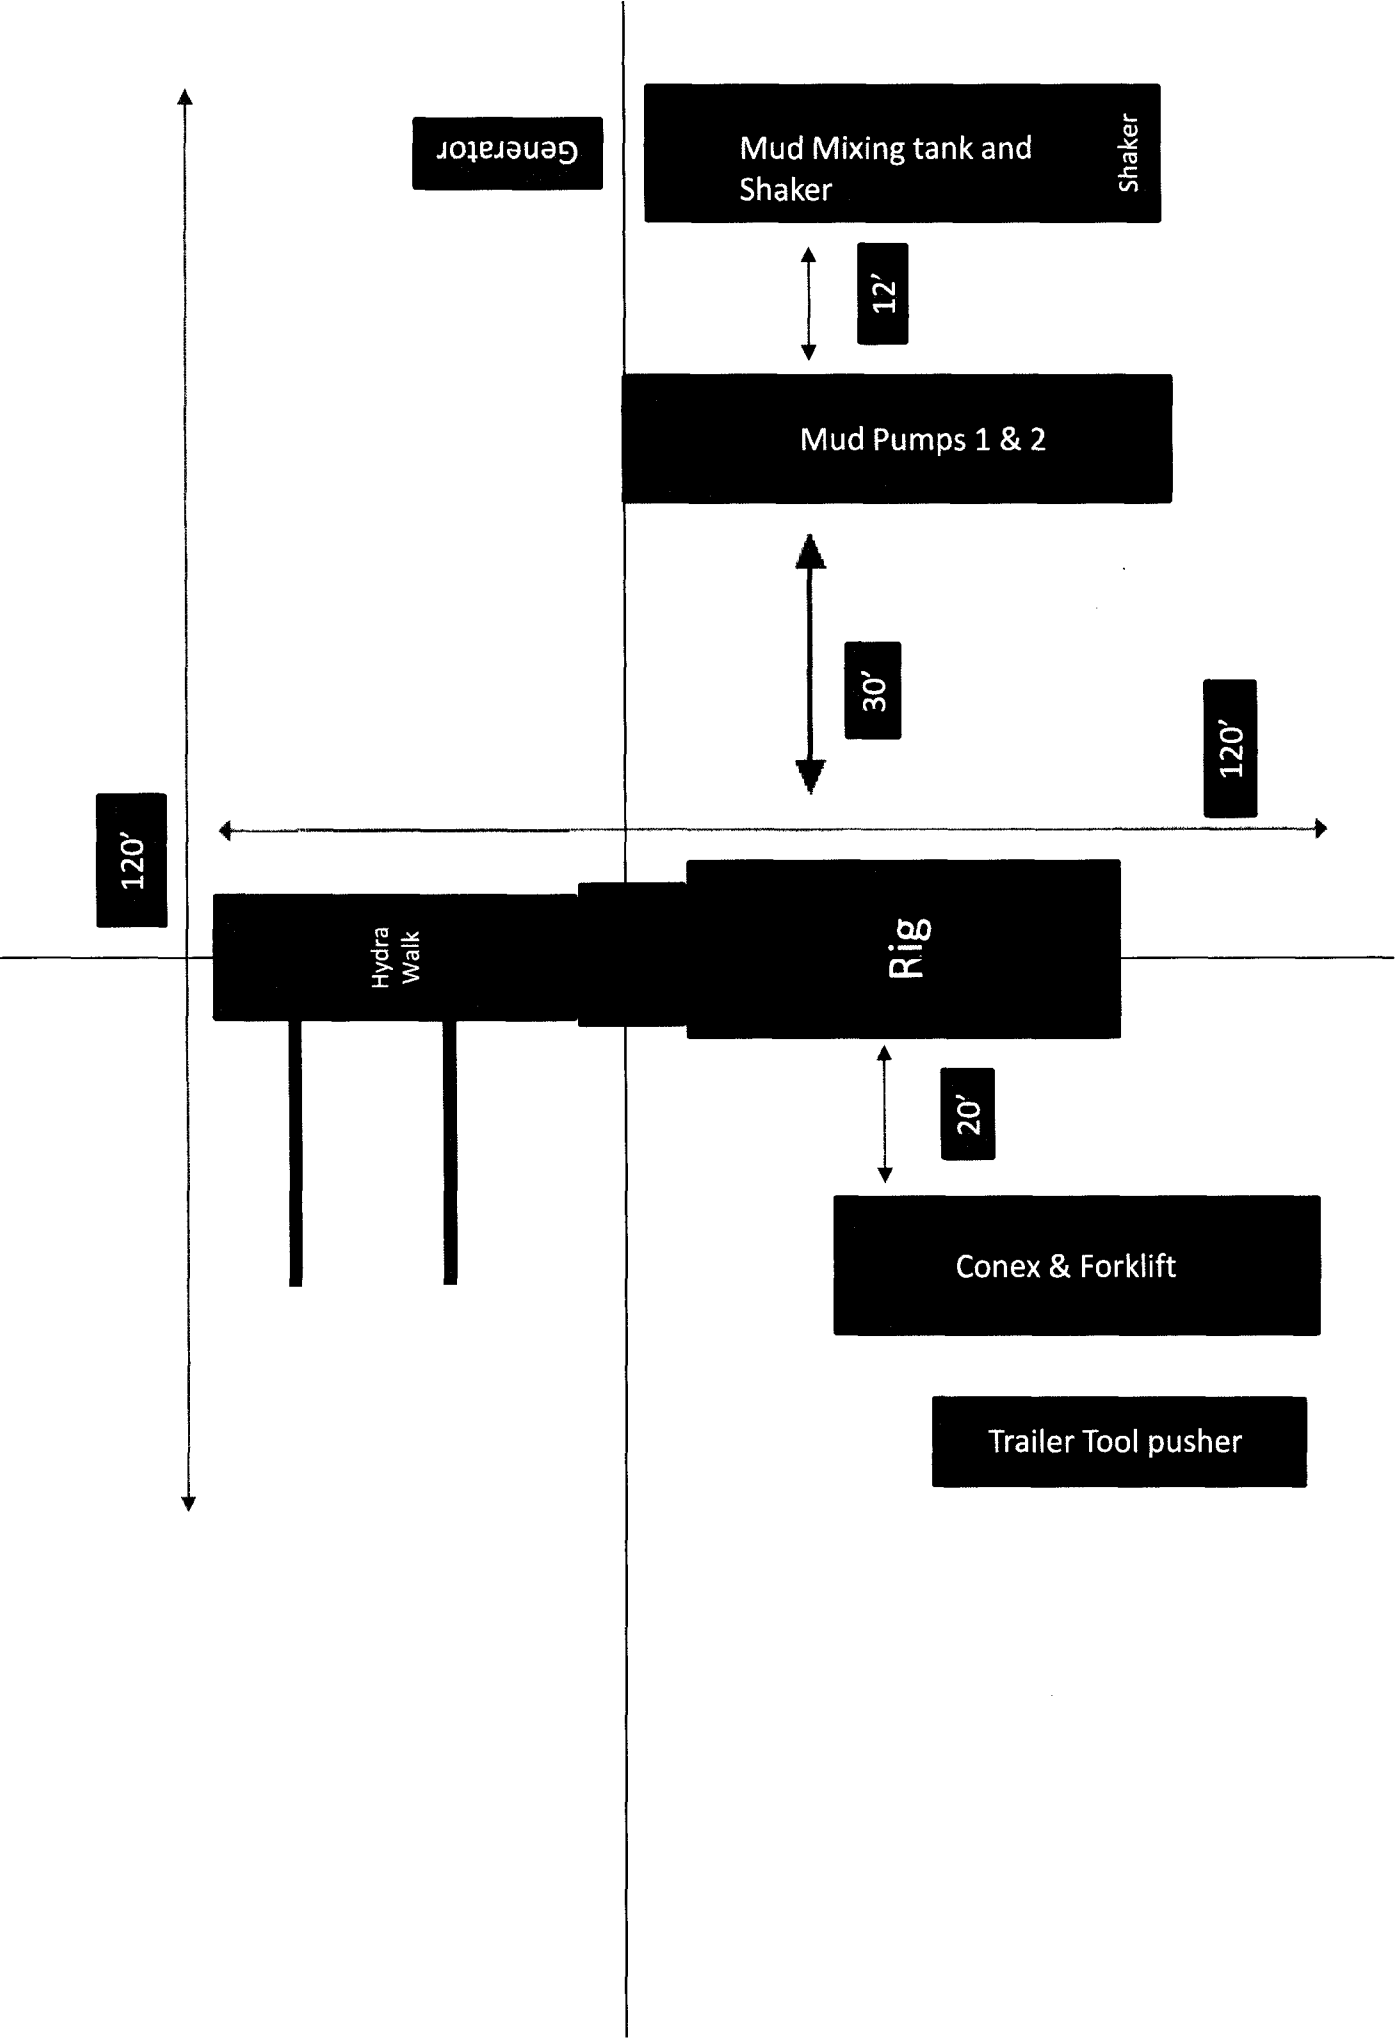 Generator
Mud Mixing tank and
Shaker
Shaker
12’
Mud Pumps 1 & 2
30’
120’
120’
Hydra
Walk
Rig
20’
Conex & Forklift
Trailer Tool pusher